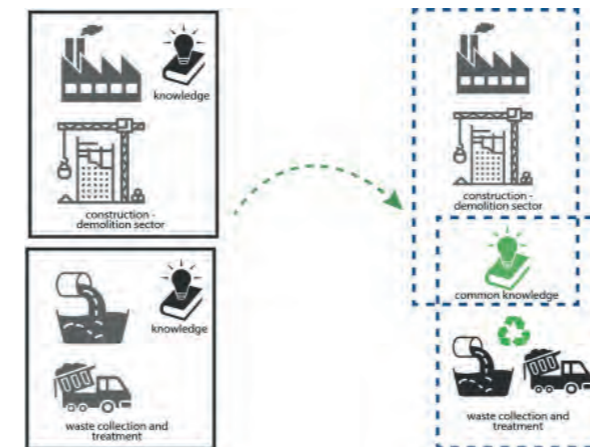 knowledge
construction -
demolition sector
knowledge
waste collection and
treatment
construction -
demolition sector
common knowledge
waste collection and
treatment